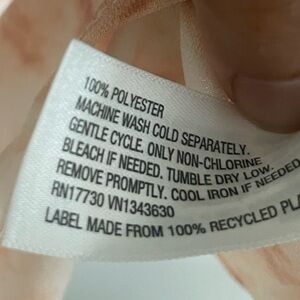 100% POLYESTER
MACHINE WASH COLD SEPARATELY.
GENTLE CYCLE. ONLY NON-CHLORINE
BLEACH IF NEEDED. TUMBLE DRY LOW.
REMOVE PROMPTLY. COOL IRON IF NEEDED
RN17730 VN1343630
LABEL MADE FROM 100% RECYCLED PLA